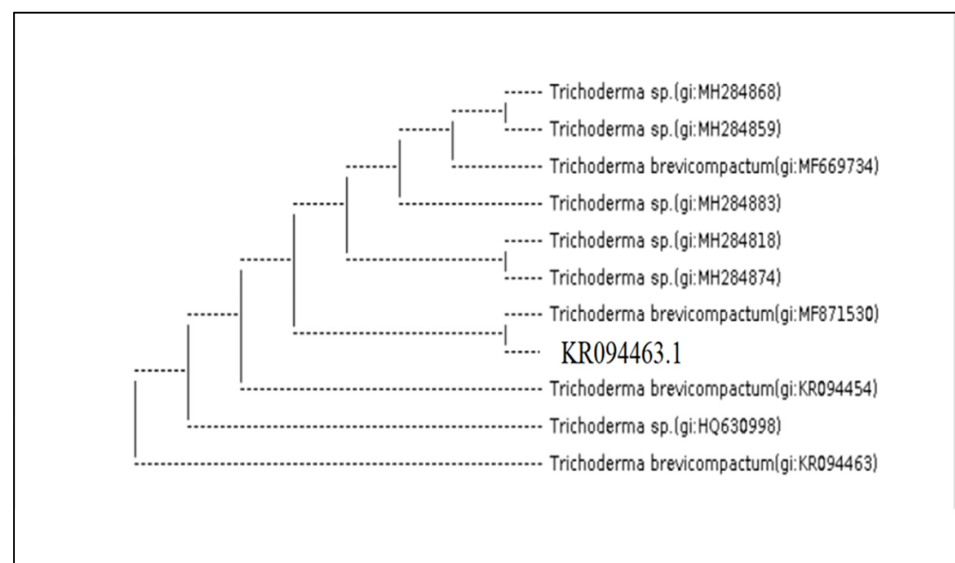 Trichoderma sp.(gi:MH284868)
Trichoderma sp.(gi:MH284859)
Trichoderma brevicompactum(gi:MF669734)
Trichoderma sp.(gi:MH284883)
Trichoderma sp.(gi:MH284818)
Trichoderma sp.(gi:MH284874)
Trichoderma brevicompactum(gi:MF871530)
KR094463.1
Trichoderma brevicompactum(gi:KR094454)
Trichoderma sp.(gi:HQ630998)
Trichoderma brevicompactum(gi:KR094463)